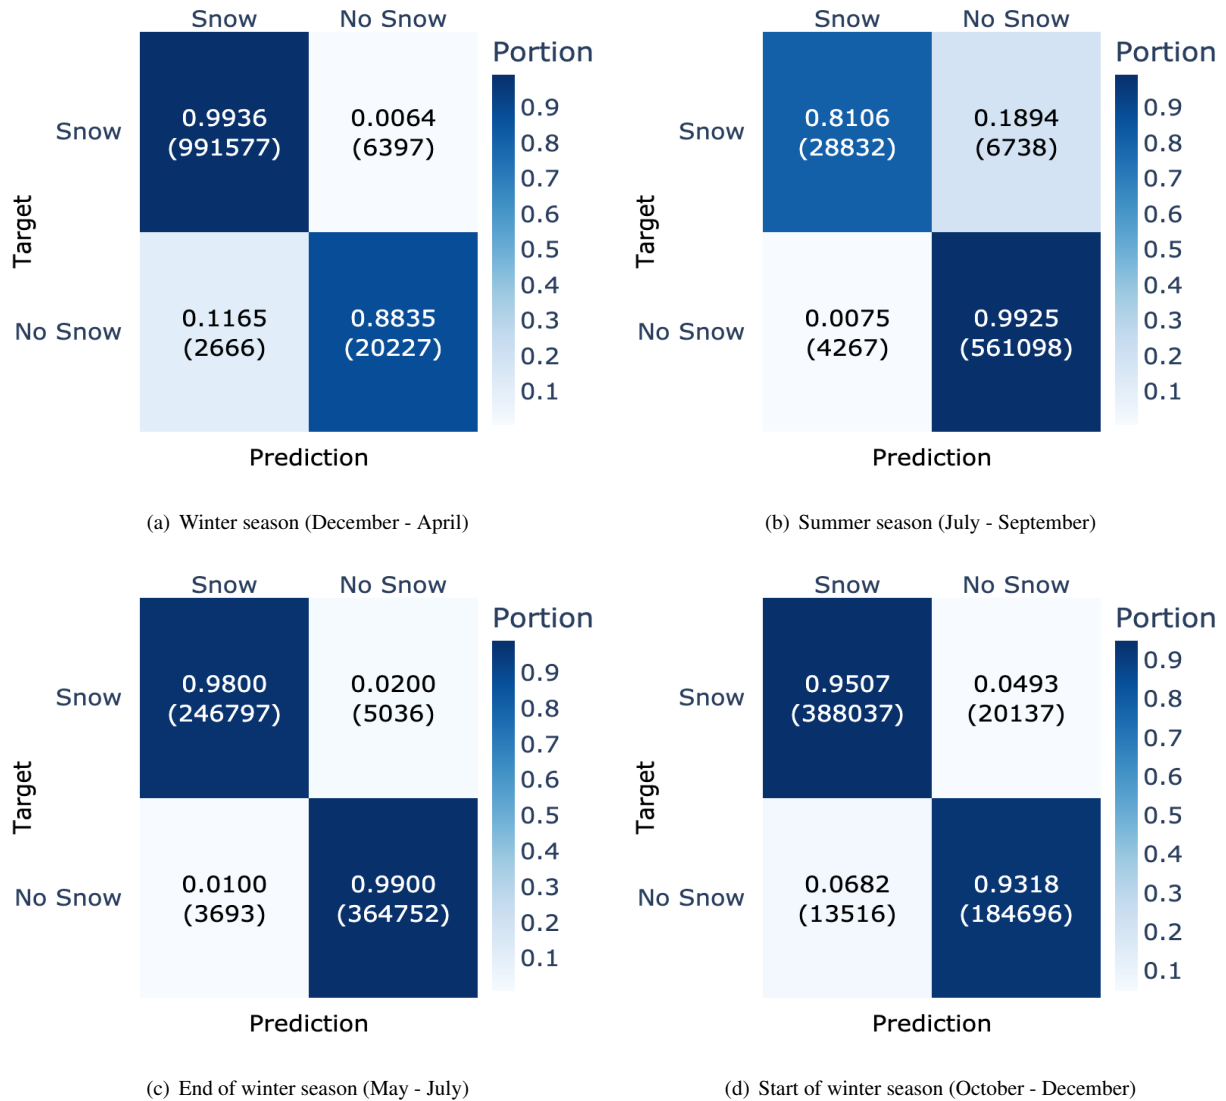 Snow No Snow
Portion
Target
Snow
0.9936
(991577)
0.0064
(6397)
No Snow
0.1165
(2666)
0.8835
(20227)
0.9
0.8
0.7
0.6
0.5
0.4
0.3
0.2
0.1
Prediction
(a) Winter season (December - April)
Snow No Snow
Portion
Target
Snow
0.8106
(28832)
0.1894
(6738)
No Snow
0.0075
(4267)
0.9925
(561098)
0.9
0.8
0.7
0.6
0.5
0.4
0.3
0.2
0.1
Prediction
(b) Summer season (July - September)
Snow No Snow
Portion
Target
Snow
0.9800
(246797)
0.0200
(5036)
No Snow
0.0100
(3693)
0.9900
(364752)
0.9
0.8
0.7
0.6
0.5
0.4
0.3
0.2
0.1
Prediction
(c) End of winter season (May - July)
Snow No Snow
Portion
Target
Snow
0.9507
(388037)
0.0493
(20137)
No Snow
0.0682
(13516)
0.9318
(184696)
0.9
0.8
0.7
0.6
0.5
0.4
0.3
0.2
0.1
Prediction
(d) Start of winter season (October - December)